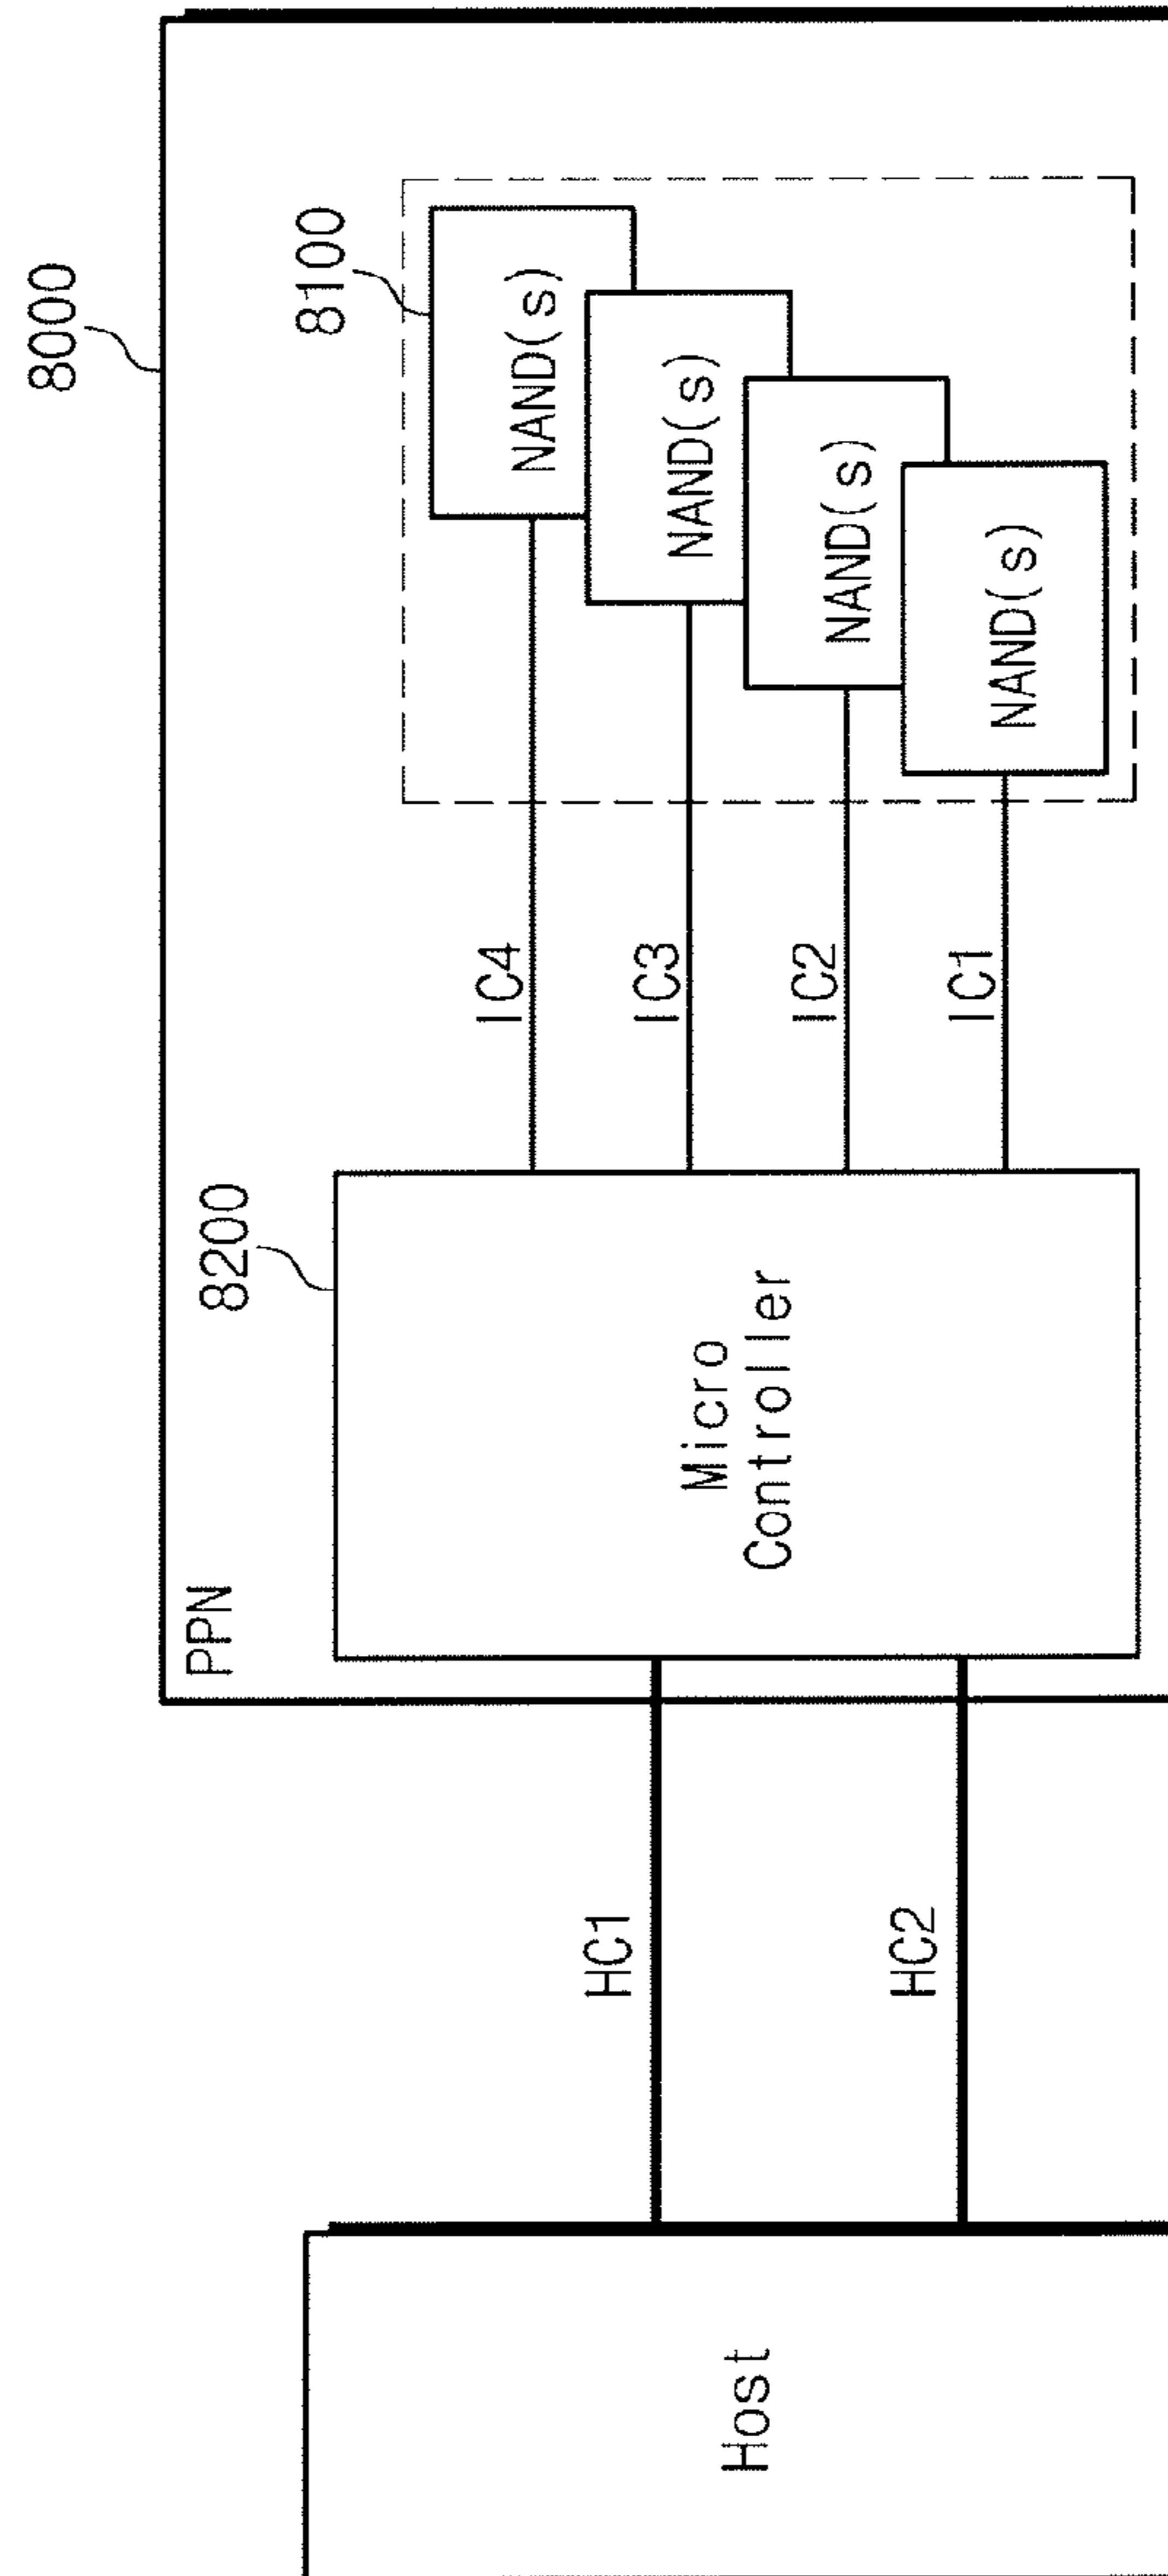 8000
PPN
8200
8100
Micro
Controller
Host
HC1
HC2
IC4
IC3
IC2
IC1
NAND(s)
NAND(s)
NAND(s)
NAND(s)